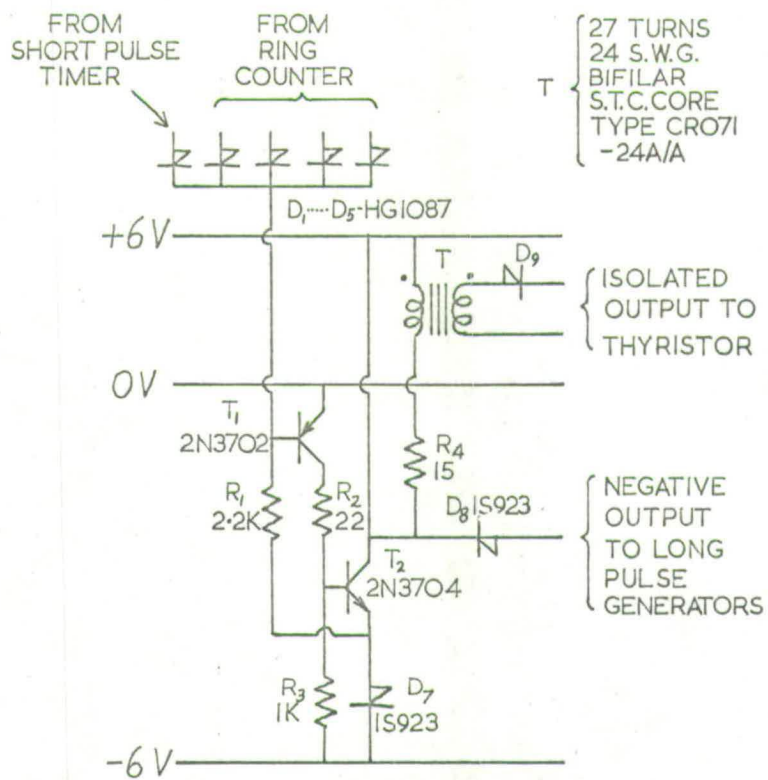 FROM
SHORT PULSE
TIMER
FROM
RING
COUNTER
T
27 TURNS
24 S.W.G.
BIFILAR
S.T.C. CORE
TYPE CRO71
-24A/A
D₁·····D₅-HG1087
+6V
T
D₉
ISOLATED
OUTPUT TO
THYRISTOR
0V
T₁
2N3702
R₄
15
R₁
2·2K
R₂
22
D₈ 1S923
NEGATIVE
OUTPUT
TO LONG
PULSE
GENERATORS
T₂
2N3704
R₃
1K
D₇
1S923
-6V